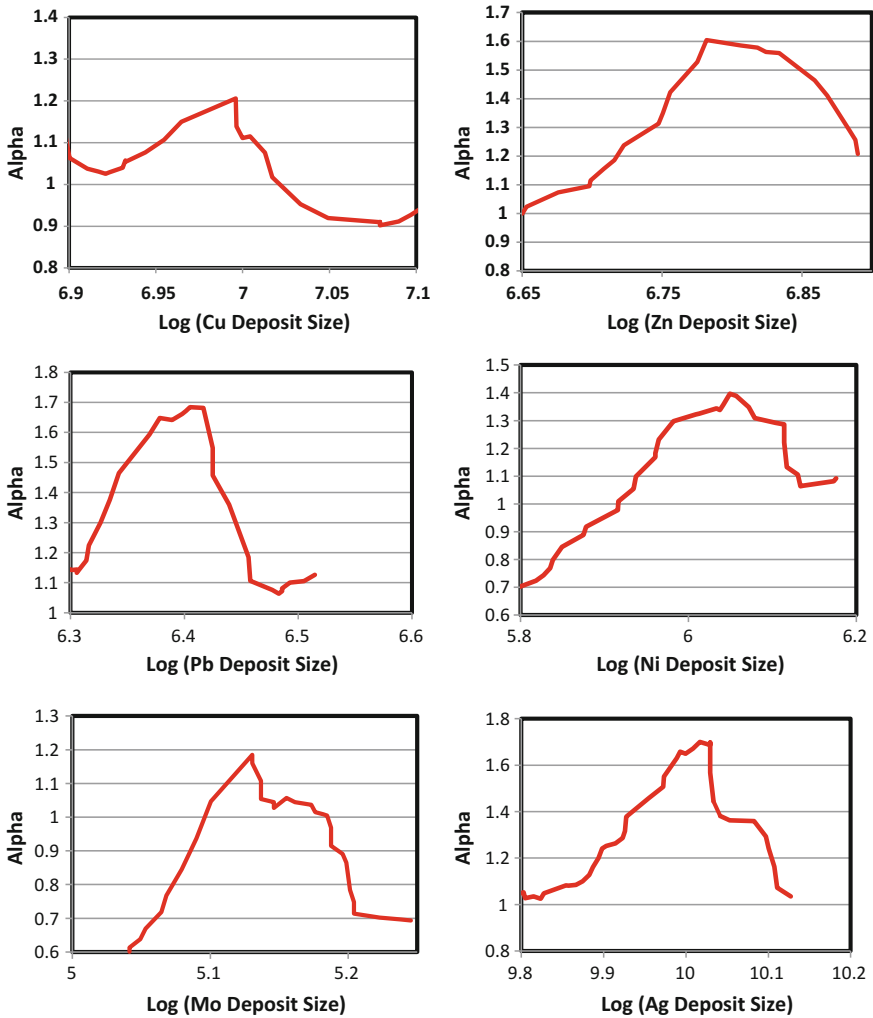 1.4
1.3
1.2
1.1
1
0.9
0.8
Alpha
6.9 6.95 7 7.05 7.1
Log (Cu Deposit Size)
1.7
1.6
1.5
1.4
1.3
1.2
1.1
1
0.9
0.8
Alpha
6.65 6.75 6.85
Log (Zn Deposit Size)
1.8
1.7
1.6
1.5
1.4
1.3
1.2
1.1
1
Alpha
6.3 6.4 6.5 6.6
Log (Pb Deposit Size)
1.5
1.4
1.3
1.2
1.1
1
0.9
0.8
0.7
0.6
Alpha
5.8 6 6.2
Log (Ni Deposit Size)
1.3
1.2
1.1
1
0.9
0.8
0.7
0.6
Alpha
5 5.1 5.2
Log (Mo Deposit Size)
1.8
1.6
1.4
1.2
1
0.8
Alpha
9.8 9.9 10 10.1 10.2
Log (Ag Deposit Size)